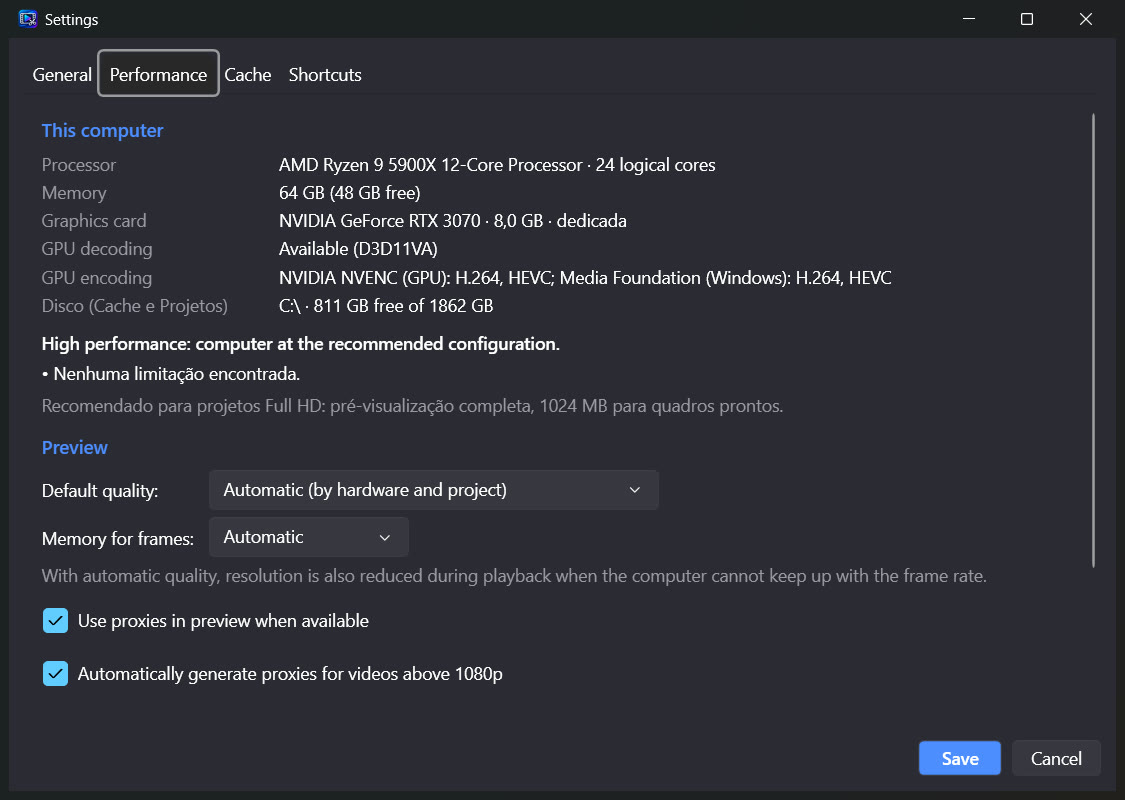 Settings
General Performance Cache Shortcuts
This computer
Processor AMD Ryzen 9 5900X 12-Core Processor · 24 logical cores
Memory 64 GB (48 GB free)
Graphics card NVIDIA GeForce RTX 3070 · 8,0 GB · dedicada
GPU decoding Available (D3D11VA)
GPU encoding NVIDIA NVENC (GPU): H.264, HEVC; Media Foundation (Windows): H.264, HEVC
Disco (Cache e Projetos) C:\ · 811 GB free of 1862 GB
High performance: computer at the recommended configuration.
• Nenhuma limitação encontrada.
Recomendado para projetos Full HD: pré-visualização completa, 1024 MB para quadros prontos.
Preview
Default quality: Automatic (by hardware and project)
Memory for frames: Automatic
With automatic quality, resolution is also reduced during playback when the computer cannot keep up with the frame rate.
Use proxies in preview when available
Automatically generate proxies for videos above 1080p
Save Cancel